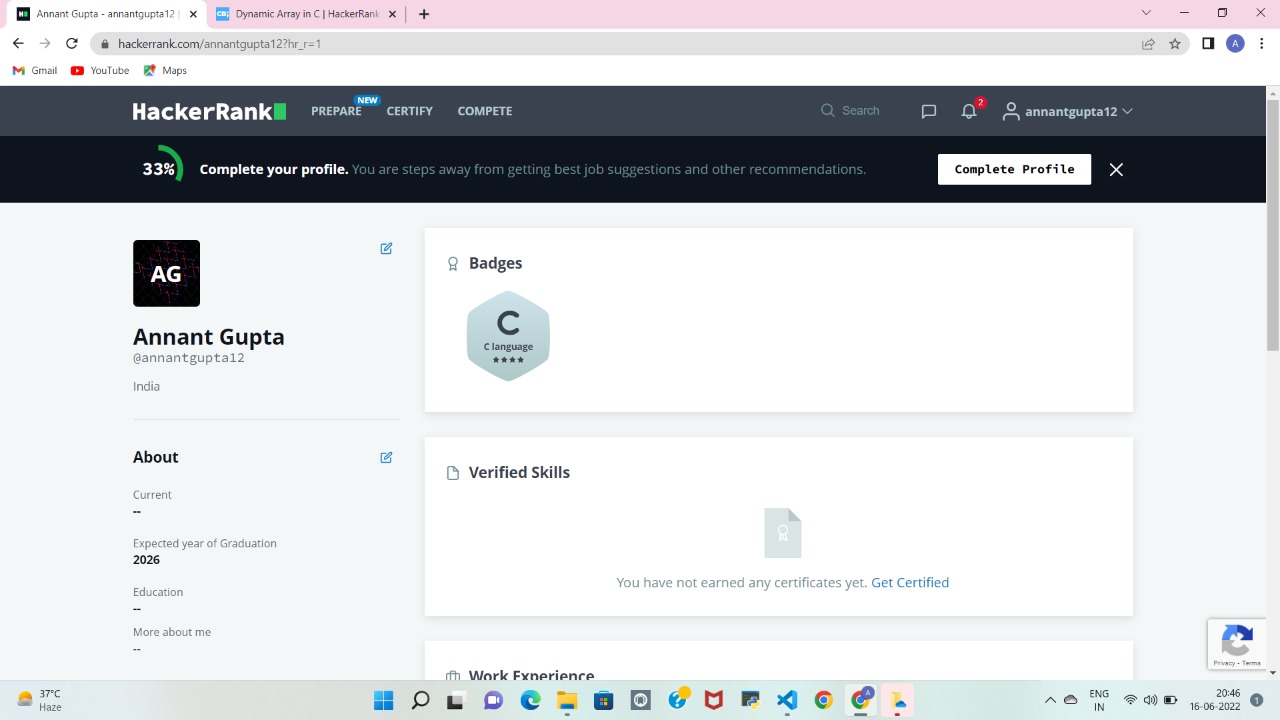 Annant Gupta - annantgupta12 |
Dynamic Array in C | HackerRank
hackerrank.com/annantgupta12?hr_r=1
A
Gmail
YouTube
Maps
HackerRank
PREPARE
NEW
CERTIFY
COMPETE
Search
2
annantgupta12
33%
Complete your profile. You are steps away from getting best job suggestions and other recommendations.
Complete Profile
AG
Annant Gupta
@annantgupta12
India
About
Current
--
Expected year of Graduation
2026
Education
--
More about me
--
Badges
C
C language
Verified Skills
You have not earned any certificates yet. Get Certified
Work Experience
Privacy - Terms
37°C
Haze
A
ENG
IN
20:46
16-06-2022
1